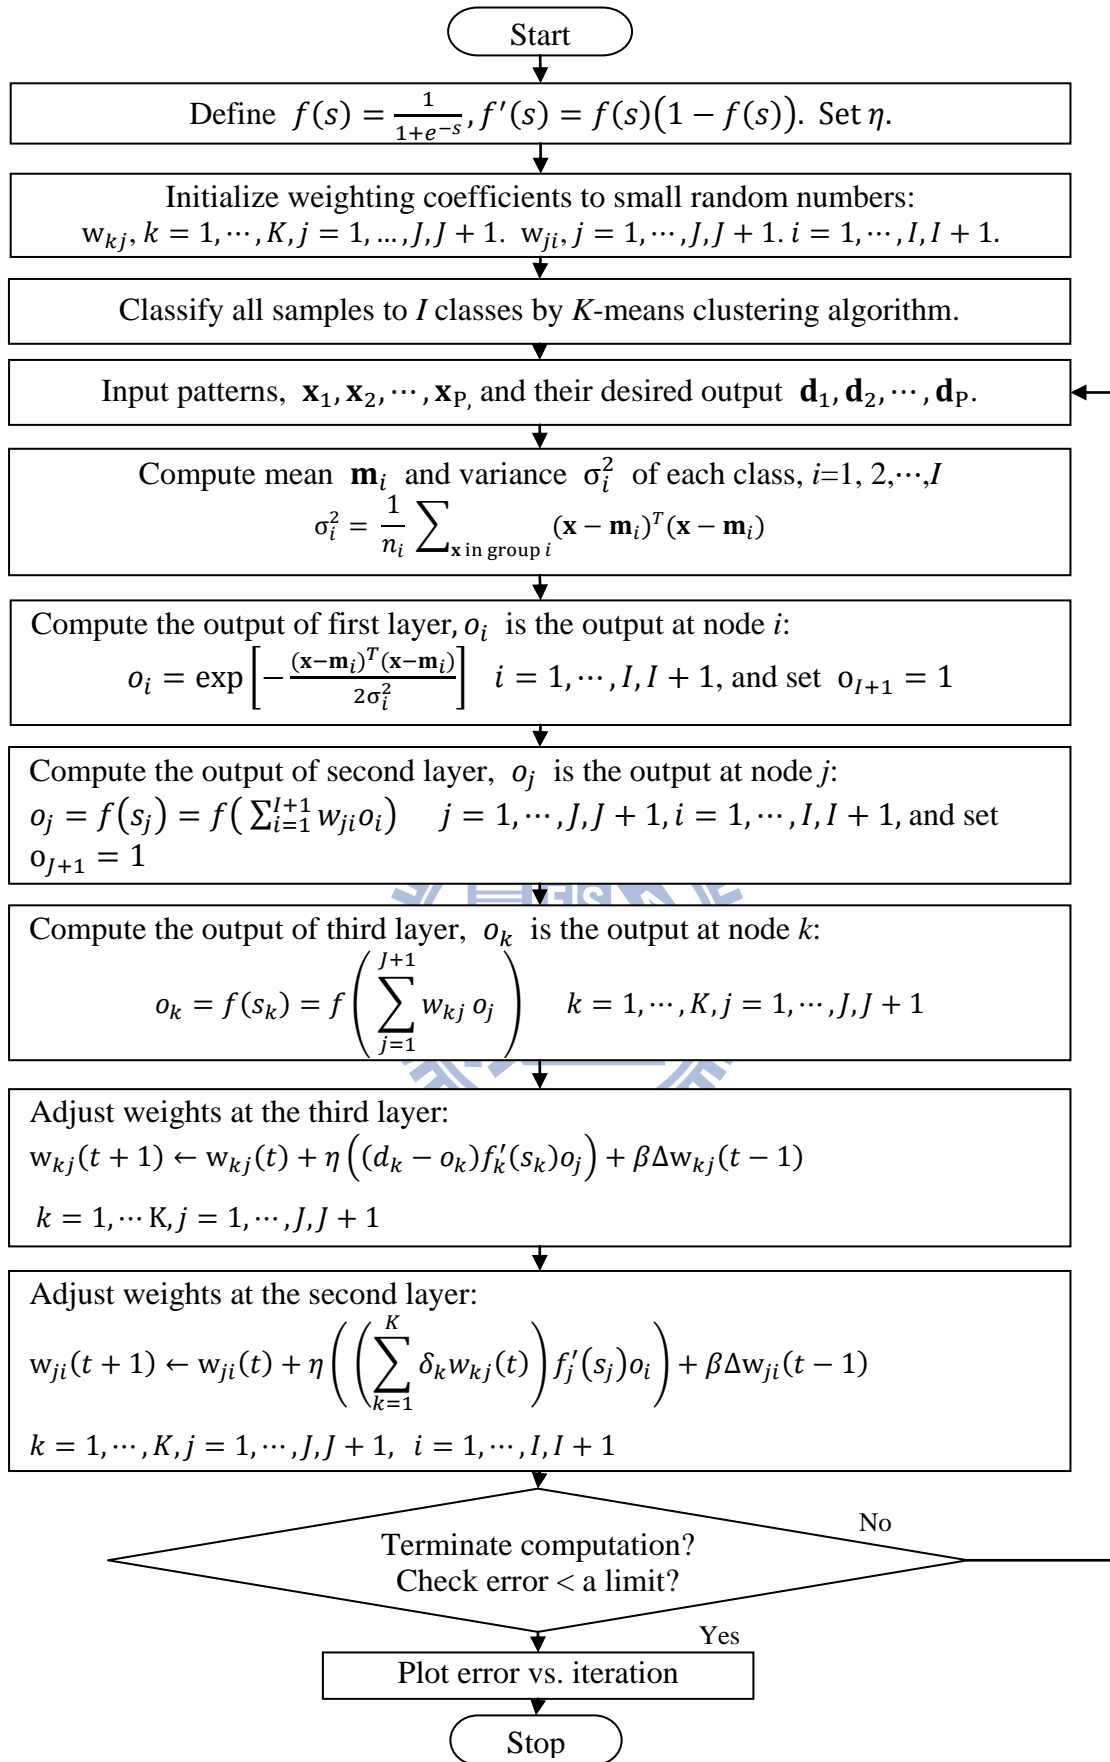 Start
Define f(s) = 1/(1+e^{−s}), f′(s) = f(s)(1 − f(s)). Set η.
Initialize weighting coefficients to small random numbers:
w_{kj}, k = 1, ⋯, K, j = 1, …, J, J + 1. w_{ji}, j = 1, ⋯, J, J + 1. i = 1, ⋯, I, I + 1.
Classify all samples to I classes by K-means clustering algorithm.
Input patterns, x_1, x_2, ⋯, x_{P,} and their desired output d_1, d_2, ⋯, d_P.
Compute mean m_i and variance σ_i^2 of each class, i=1, 2,⋯,I
σ_i^2 = 1/n_i ∑_{x in group i} (x − m_i)^T(x − m_i)
Compute the output of first layer, o_i is the output at node i:
o_i = exp[−(x−m_i)^T(x−m_i)/2σ_i^2] i = 1, ⋯, I, I + 1, and set o_{I+1} = 1
Compute the output of second layer, o_j is the output at node j:
o_j = f(s_j) = f(∑_{i=1}^{I+1} w_{ji}o_i) j = 1, ⋯, J, J + 1, i = 1, ⋯, I, I + 1, and set
o_{J+1} = 1
ESA
Compute the output of third layer, o_k is the output at node k:
o_k = f(s_k) = f(∑_{j=1}^{J+1} w_{kj} o_j) k = 1, ⋯, K, j = 1, ⋯, J, J + 1
Adjust weights at the third layer:
w_{kj}(t + 1) ← w_{kj}(t) + η((d_k − o_k)f′_k(s_k)o_j) + βΔw_{kj}(t − 1)
k = 1, ⋯ K, j = 1, ⋯, J, J + 1
Adjust weights at the second layer:
w_{ji}(t + 1) ← w_{ji}(t) + η((∑_{k=1}^{K} δ_k w_{kj}(t))f′_j(s_j)o_i) + βΔw_{ji}(t − 1)
k = 1, ⋯, K, j = 1, ⋯, J, J + 1, i = 1, ⋯, I, I + 1
No
Terminate computation?
Check error < a limit?
Yes
Plot error vs. iteration
Stop